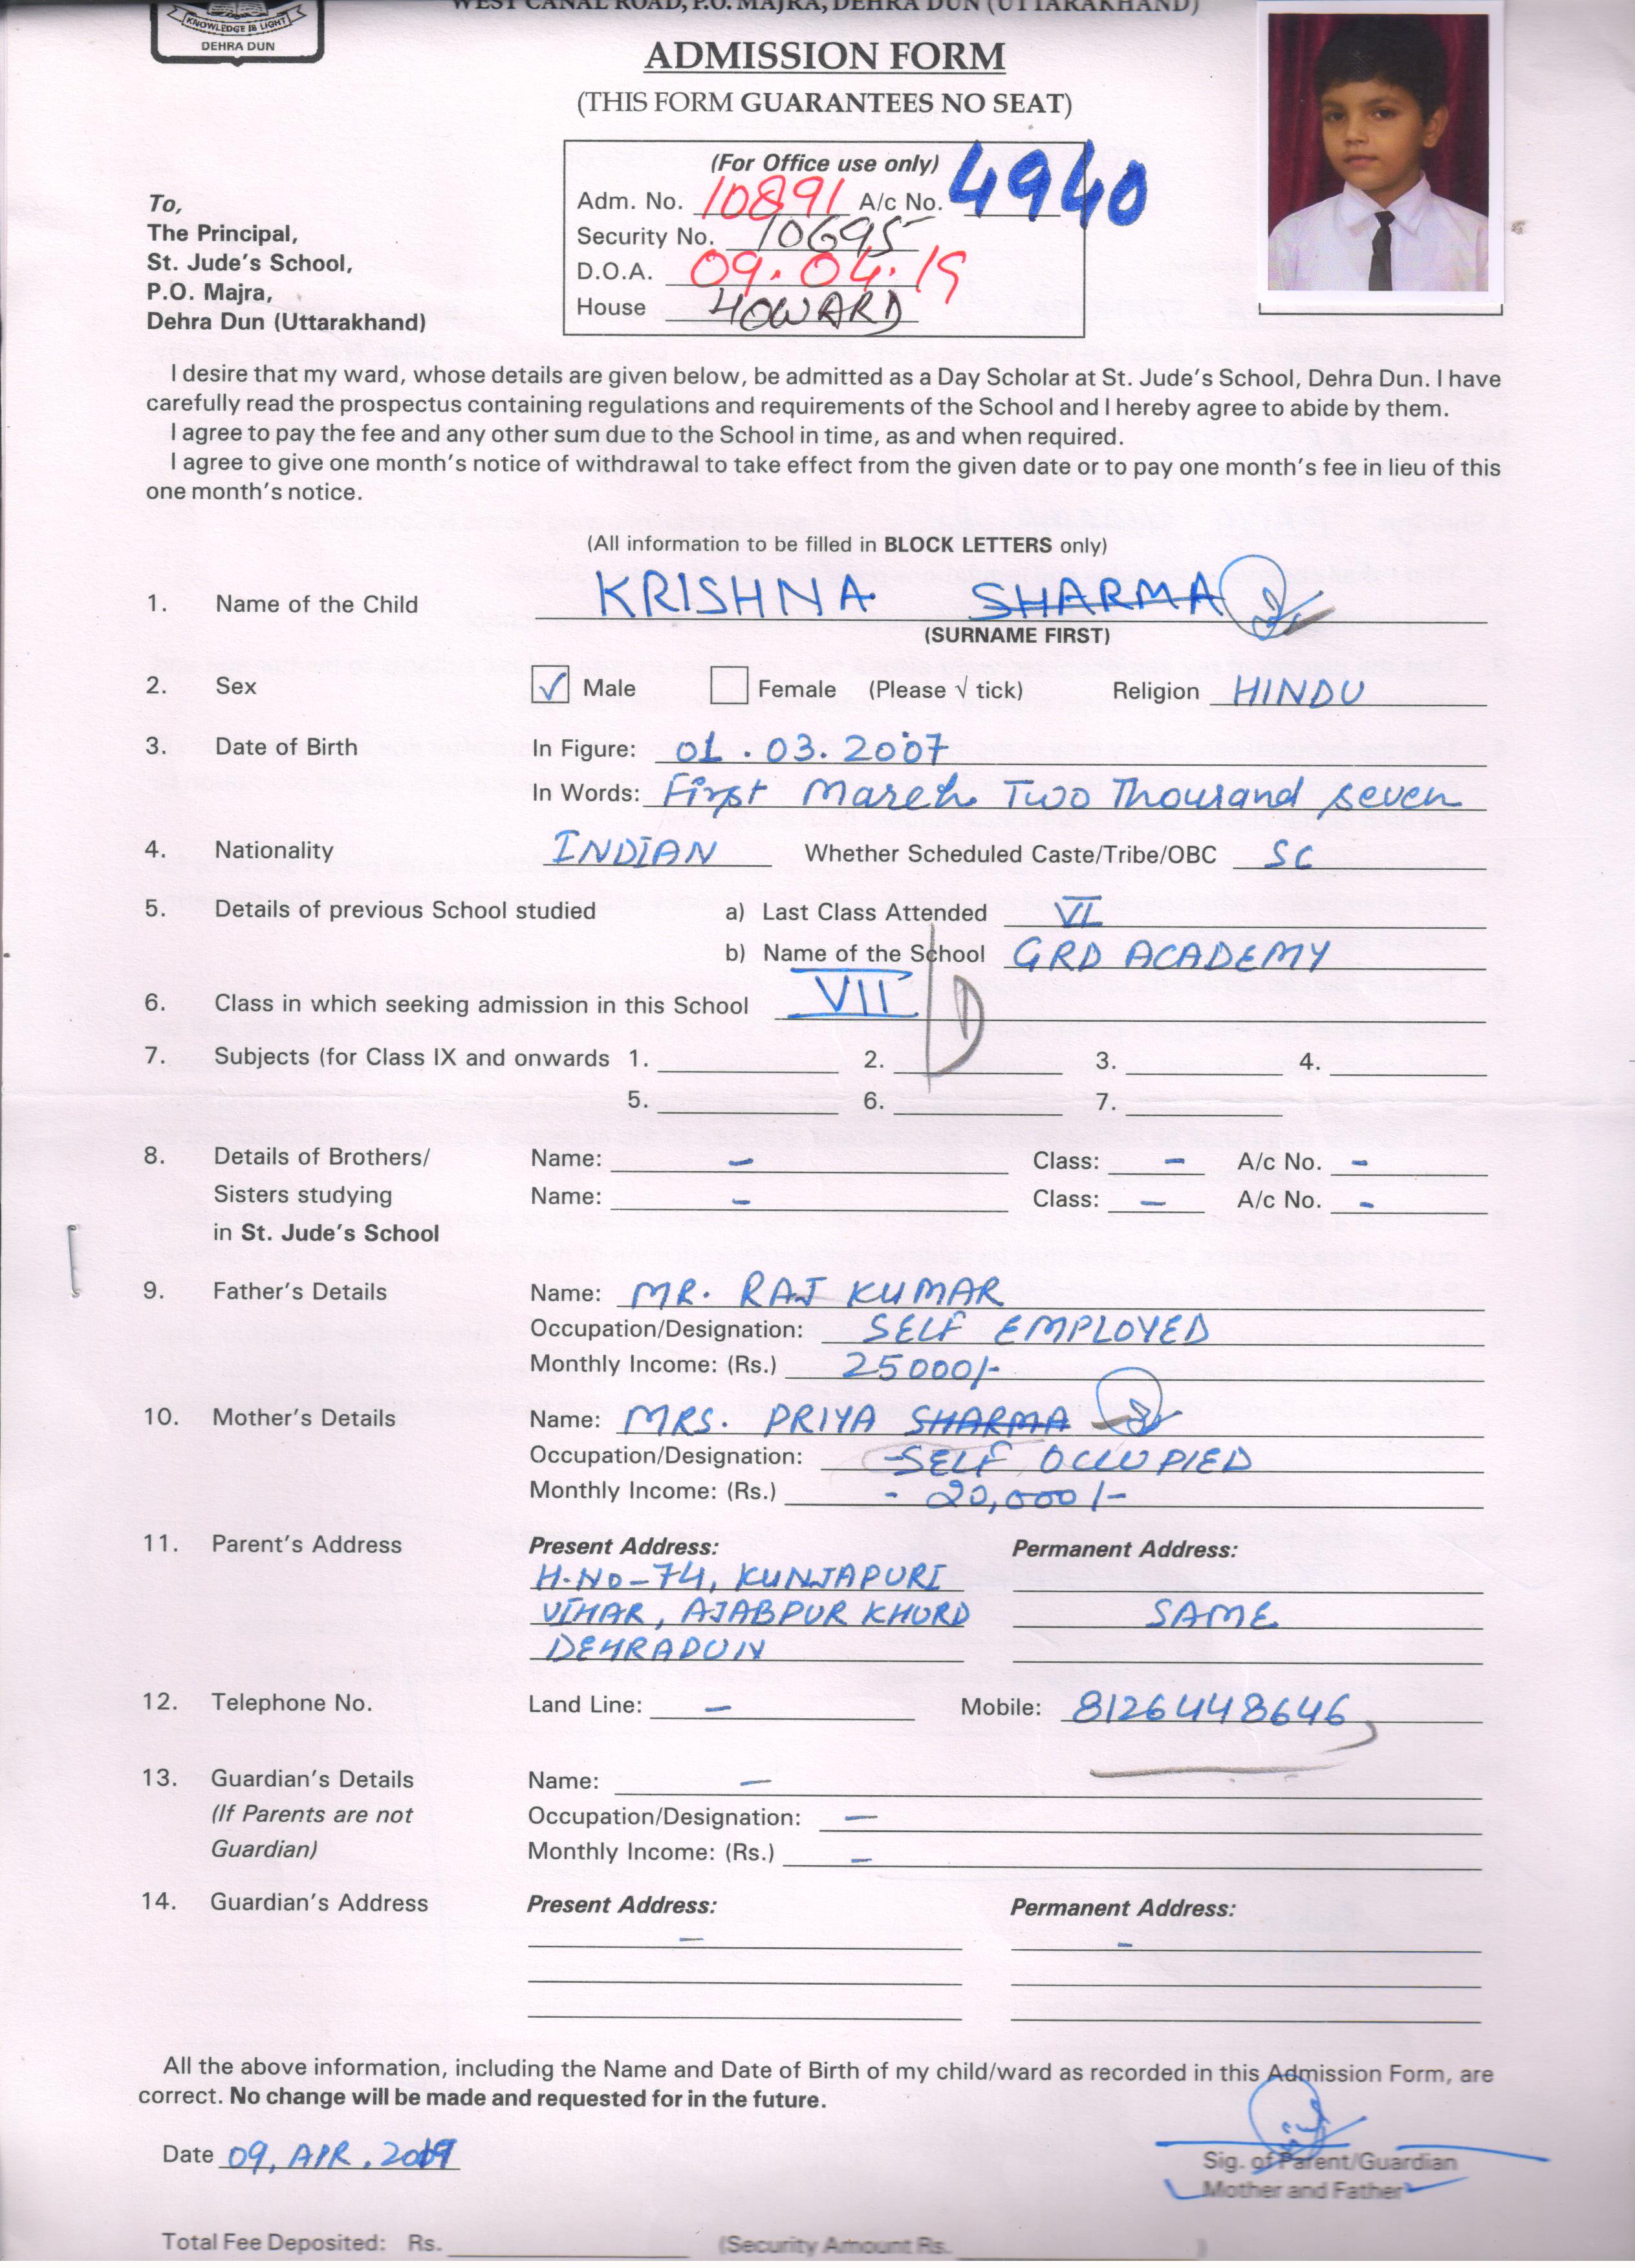 WEST CANAL ROAD, P.O. MAJRA, DEHRA DUN (UTTARAKHAND)
KNOWLEDGE IS LIGHT
DEHRA DUN
ADMISSION FORM
(THIS FORM GUARANTEES NO SEAT)
(For Office use only)
Adm. No. 10891 A/c No. 4940
Security No. 10695
D.O.A. 09.04.19
House HOWARD
To,
The Principal,
St. Jude's School,
P.O. Majra,
Dehra Dun (Uttarakhand)
I desire that my ward, whose details are given below, be admitted as a Day Scholar at St. Jude's School, Dehra Dun. I have
carefully read the prospectus containing regulations and requirements of the School and I hereby agree to abide by them.
I agree to pay the fee and any other sum due to the School in time, as and when required.
I agree to give one month's notice of withdrawal to take effect from the given date or to pay one month's fee in lieu of this
one month's notice.
(All information to be filled in BLOCK LETTERS only)
1. Name of the Child KRISHNA SHARMA
(SURNAME FIRST)
2. Sex ✓ Male Female (Please √ tick) Religion HINDU
3. Date of Birth In Figure: 01.03.2007
In Words: First March Two Thousand seven
4. Nationality INDIAN Whether Scheduled Caste/Tribe/OBC SC
5. Details of previous School studied a) Last Class Attended VI
b) Name of the School GRD ACADEMY
6. Class in which seeking admission in this School VII D
7. Subjects (for Class IX and onwards 1. 2. 3. 4.
5. 6. 7.
8. Details of Brothers/ Name: – Class: – A/c No. –
Sisters studying Name: – Class: – A/c No. –
in St. Jude's School
9. Father's Details Name: MR. RAJ KUMAR
Occupation/Designation: SELF EMPLOYED
Monthly Income: (Rs.) 25000/-
10. Mother's Details Name: MRS. PRIYA SHARMA
Occupation/Designation: -SELF OCCUPIED
Monthly Income: (Rs.) - 20,000/-
11. Parent's Address Present Address: Permanent Address:
H.No-74, KUNJAPURI
VIHAR, AJABPUR KHURD SAME
DEHRADUN
12. Telephone No. Land Line: – Mobile: 8126448646
13. Guardian's Details Name: –
(If Parents are not Occupation/Designation: –
Guardian) Monthly Income: (Rs.) –
14. Guardian's Address Present Address: Permanent Address:
– –
All the above information, including the Name and Date of Birth of my child/ward as recorded in this Admission Form, are
correct. No change will be made and requested for in the future.
Date 09, APR, 2019
Sig. of Parent/Guardian
Mother and Father
Total Fee Deposited: Rs. (Security Amount Rs. )